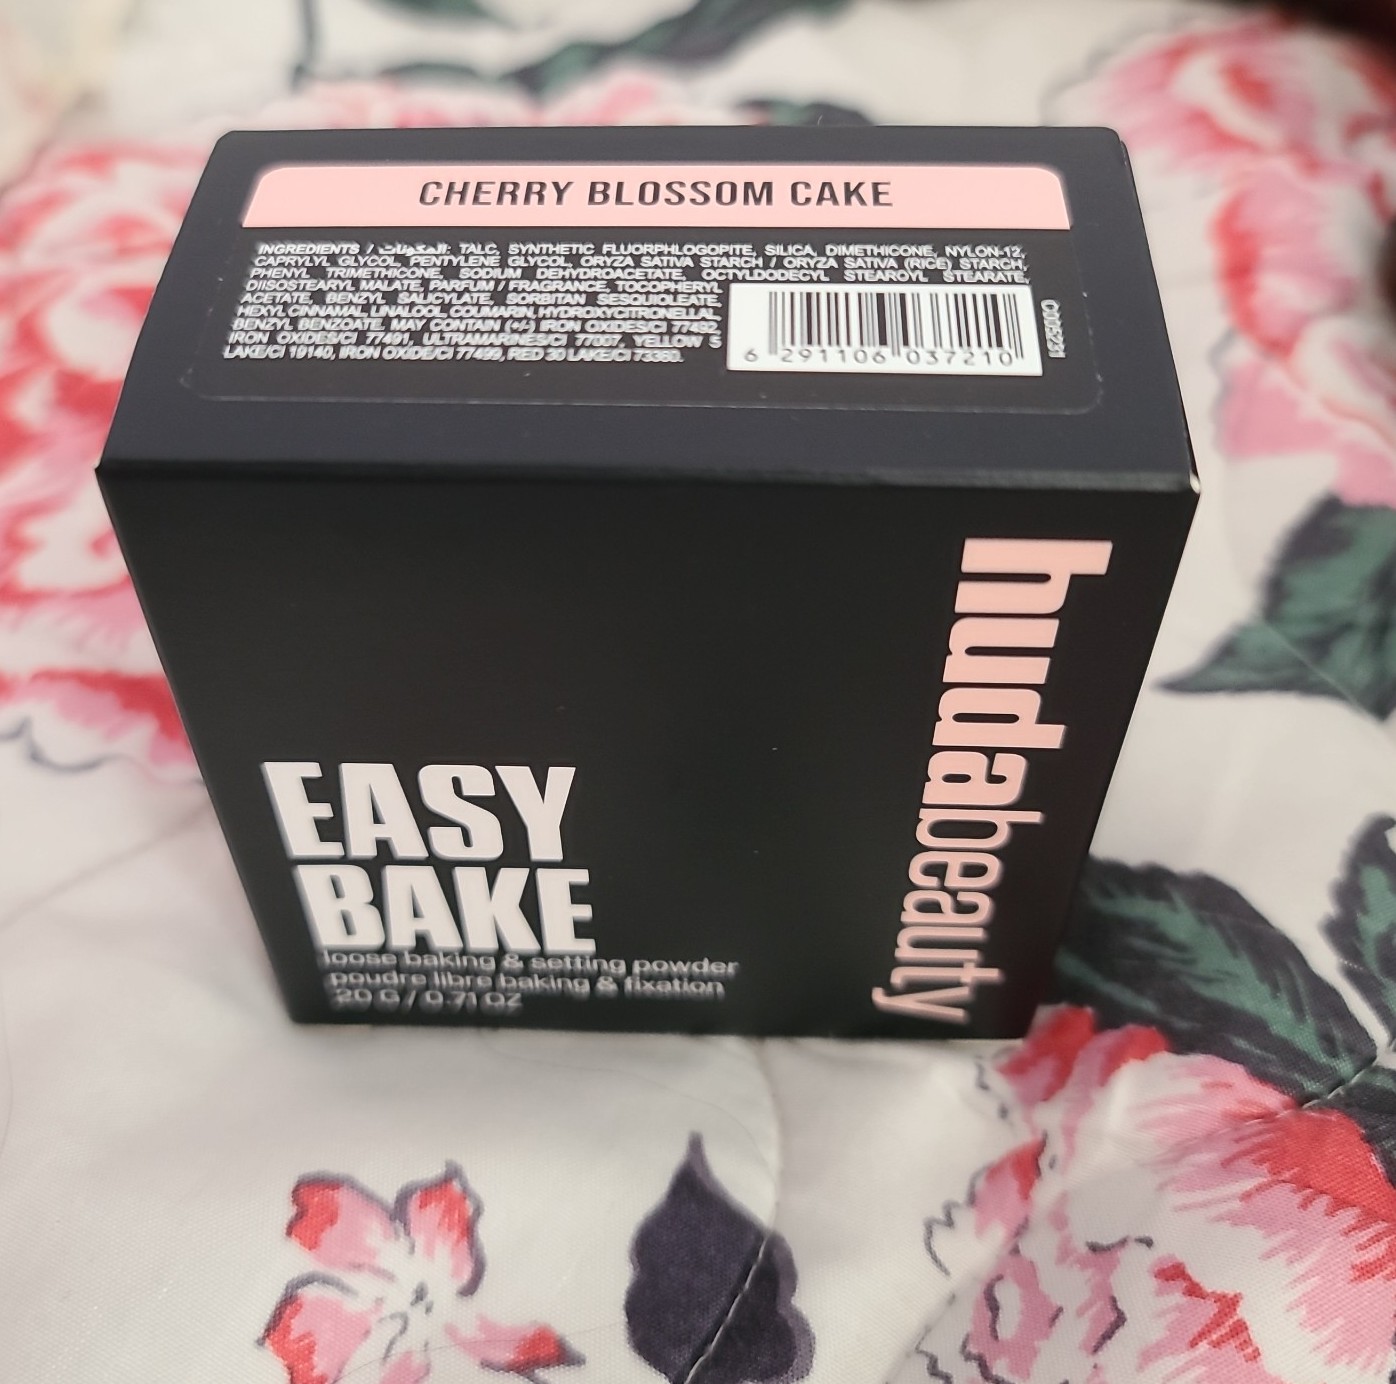 CHERRY BLOSSOM CAKE
INGREDIENTS / المكونات: TALC, SYNTHETIC FLUORPHLOGOPITE, SILICA, DIMETHICONE, NYLON-12,
CAPRYLYL GLYCOL, PENTYLENE GLYCOL, ORYZA SATIVA STARCH / ORYZA SATIVA (RICE) STARCH,
PHENYL TRIMETHICONE, SODIUM DEHYDROACETATE, OCTYLDODECYL STEAROYL STEARATE,
DIISOSTEARYL MALATE, PARFUM / FRAGRANCE, TOCOPHERYL
ACETATE, BENZYL SALICYLATE, SORBITAN SESQUIOLEATE,
HEXYL CINNAMAL, LINALOOL, COUMARIN, HYDROXYCITRONELLAL,
BENZYL BENZOATE. MAY CONTAIN (+/-) IRON OXIDES/CI 77492,
IRON OXIDES/CI 77491, ULTRAMARINES/CI 77007, YELLOW 5
LAKE/CI 19140, IRON OXIDE/CI 77499, RED 30 LAKE/CI 73360.
6 291106 037210
hudabeauty
EASY
BAKE
loose baking & setting powder
poudre libre baking & fixation
20 G / 0.71 OZ